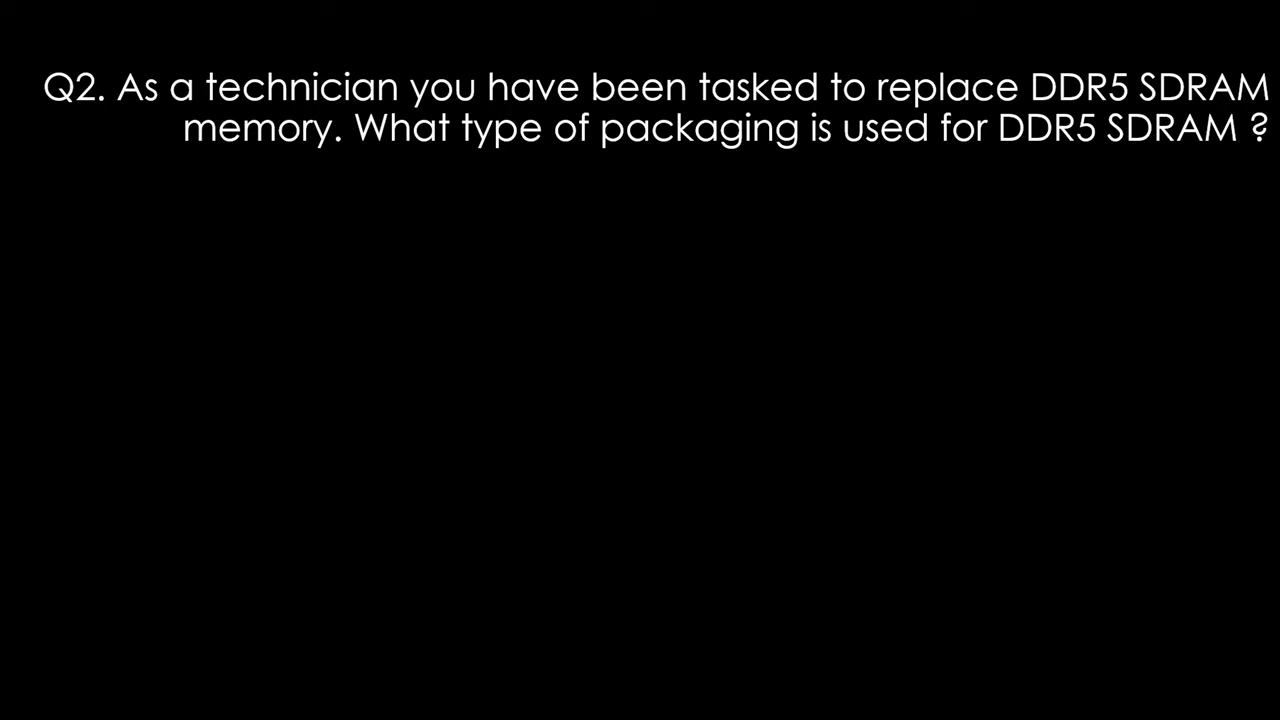 Q2. As a technician you have been tasked to replace DDR5 SDRAM
memory. What type of packaging is used for DDR5 SDRAM ?